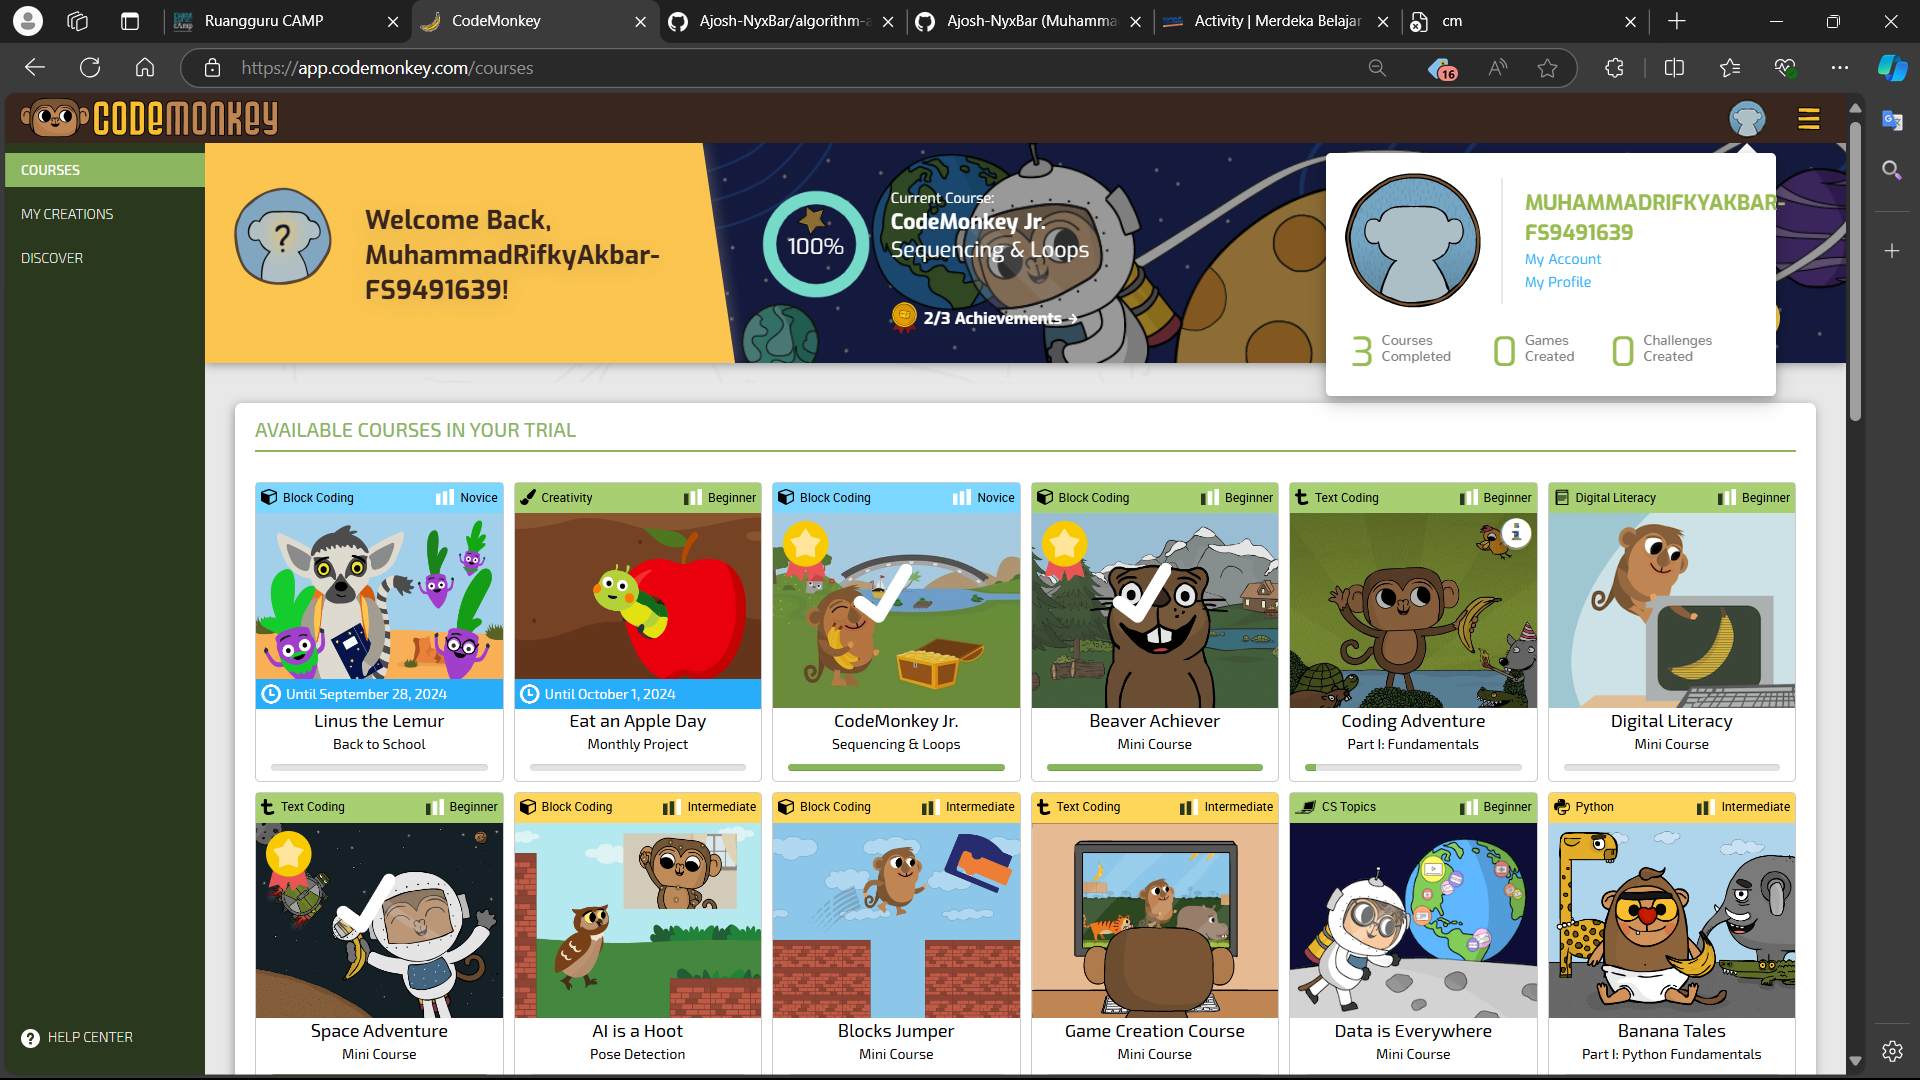 Ruangguru CAMP
CodeMonkey
Ajosh-NyxBar/algorithm-a
Ajosh-NyxBar (Muhamma
Activity | Merdeka Belajar
cm
https://app.codemonkey.com/courses
16
CODEMONKEY
COURSES
MY CREATIONS
DISCOVER
HELP CENTER
?
Welcome Back,
MuhammadRifkyAkbar-
FS9491639!
100%
Current Course:
CodeMonkey Jr.
Sequencing & Loops
2/3 Achievements →
MUHAMMADRIFKYAKBAR-
FS9491639
My Account
My Profile
3 Courses Completed
0 Games Created
0 Challenges Created
AVAILABLE COURSES IN YOUR TRIAL
Block Coding Novice
Until September 28, 2024
Linus the Lemur
Back to School
Creativity Beginner
Until October 1, 2024
Eat an Apple Day
Monthly Project
Block Coding Novice
CodeMonkey Jr.
Sequencing & Loops
Block Coding Beginner
Beaver Achiever
Mini Course
Text Coding Beginner
Coding Adventure
Part I: Fundamentals
Digital Literacy Beginner
Digital Literacy
Mini Course
Text Coding Beginner
Space Adventure
Mini Course
Block Coding Intermediate
AI is a Hoot
Pose Detection
Block Coding Intermediate
Blocks Jumper
Mini Course
Text Coding Intermediate
Game Creation Course
Mini Course
CS Topics Beginner
Data is Everywhere
Mini Course
Python Intermediate
Banana Tales
Part I: Python Fundamentals